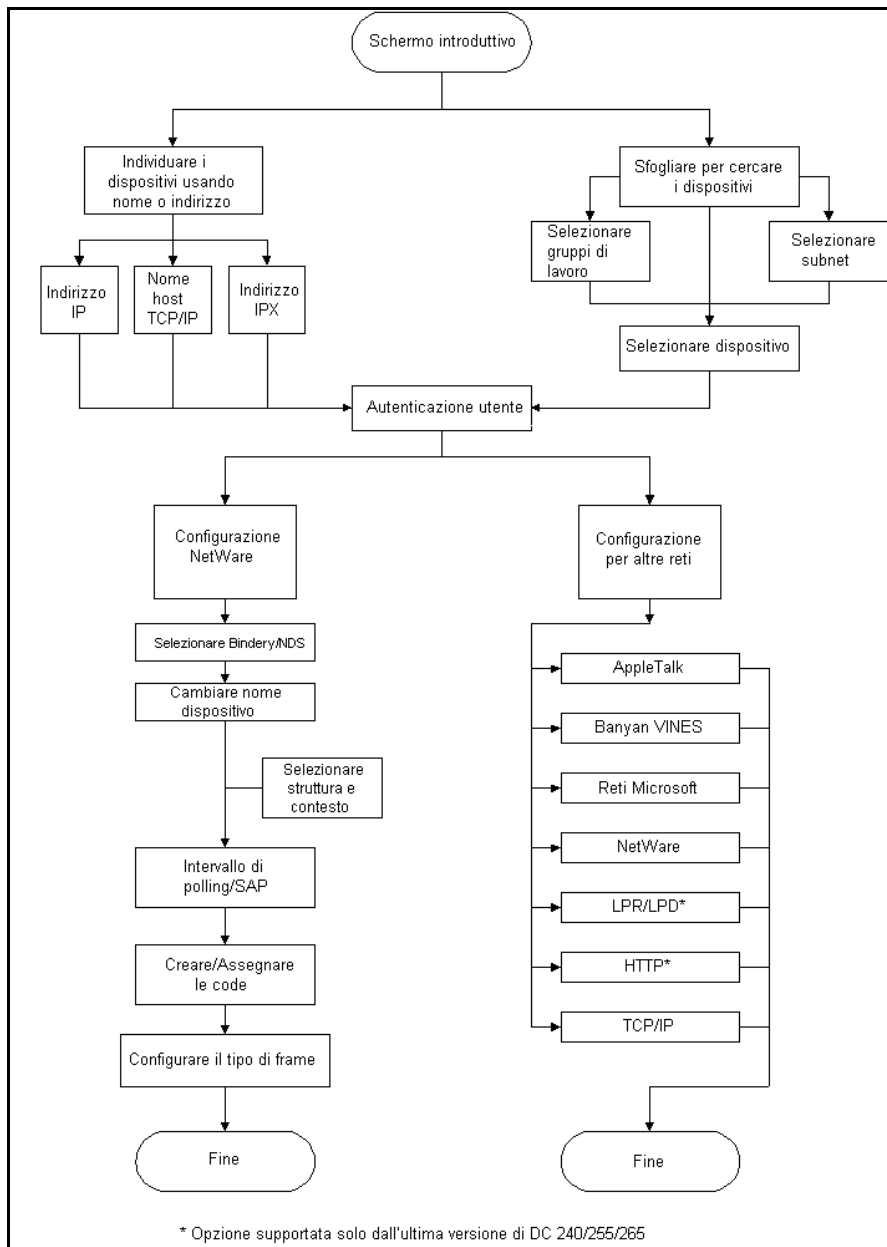 Schermo introduttivo
Individuare i
dispositivi usando
nome o indirizzo
Sfogliare per cercare
i dispositivi
Selezionare
gruppi di
lavoro
Selezionare
subnet
Indirizzo
IP
Nome
host
TCP/IP
Indirizzo
IPX
Selezionare dispositivo
Autenticazione utente
Configurazione
NetWare
Configurazione
per altre reti
Selezionare Bindery/NDS
Cambiare nome
dispositivo
Selezionare
struttura e
contesto
Intervallo di
polling/SAP
Creare/Assegnare
le code
Configurare il tipo di frame
Fine
AppleTalk
Banyan VINES
Reti Microsoft
NetWare
LPR/LPD*
HTTP*
TCP/IP
Fine
* Opzione supportata solo dall'ultima versione di DC 240/255/265